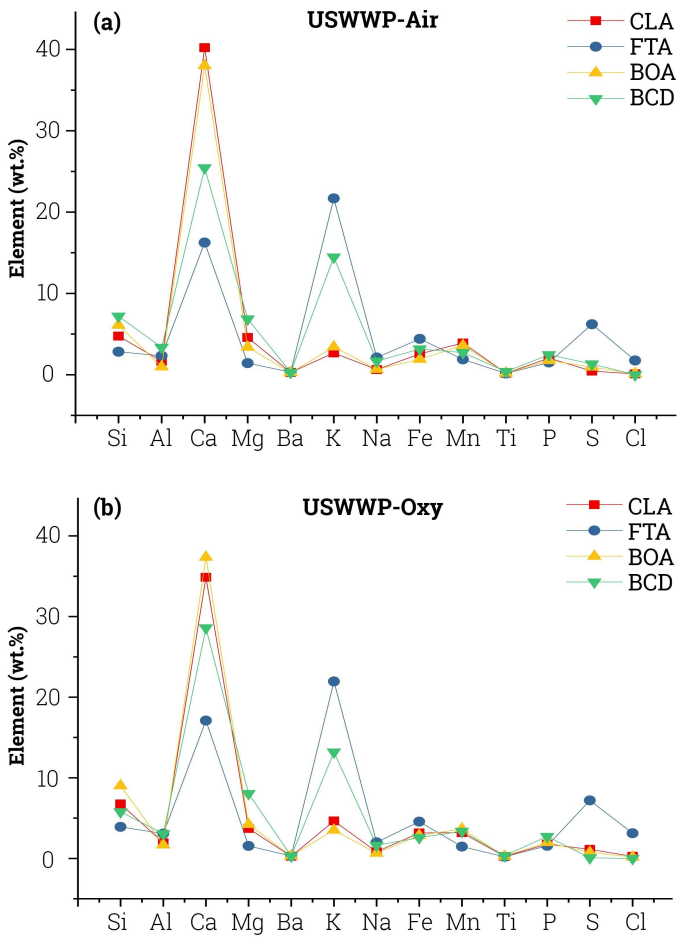 (a) USWWP-Air
CLA
FTA
BOA
BCD
Element (wt.%)
40
30
20
10
0
Si Al Ca Mg Ba K Na Fe Mn Ti P S Cl
(b) USWWP-Oxy
CLA
FTA
BOA
BCD
Element (wt.%)
40
30
20
10
0
Si Al Ca Mg Ba K Na Fe Mn Ti P S Cl